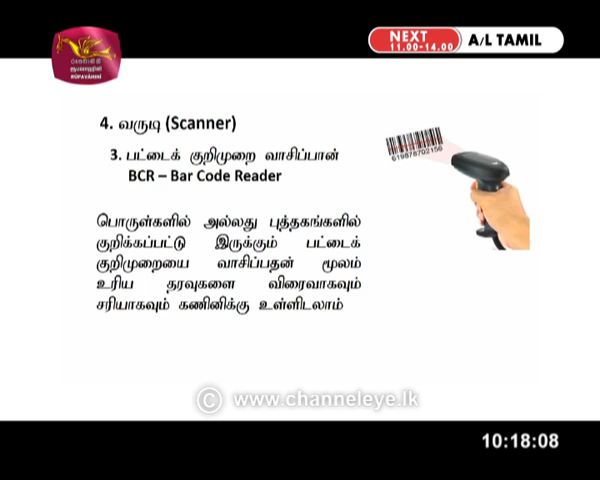 NEXT
11.00-14.00
A/L TAMIL
RUPAVAHINI
4. வருடி (Scanner)
3. பட்டைக் குறிமுறை வாசிப்பான்
BCR – Bar Code Reader
619878702156
பொருள்களில் அல்லது புத்தகங்களில்
குறிக்கப்பட்டு இருக்கும் பட்டைக்
குறிமுறையை வாசிப்பதன் மூலம்
உரிய தரவுகளை விரைவாகவும்
சரியாகவும் கணினிக்கு உள்ளிடலாம்
© www.channeleye.lk
10:18:08